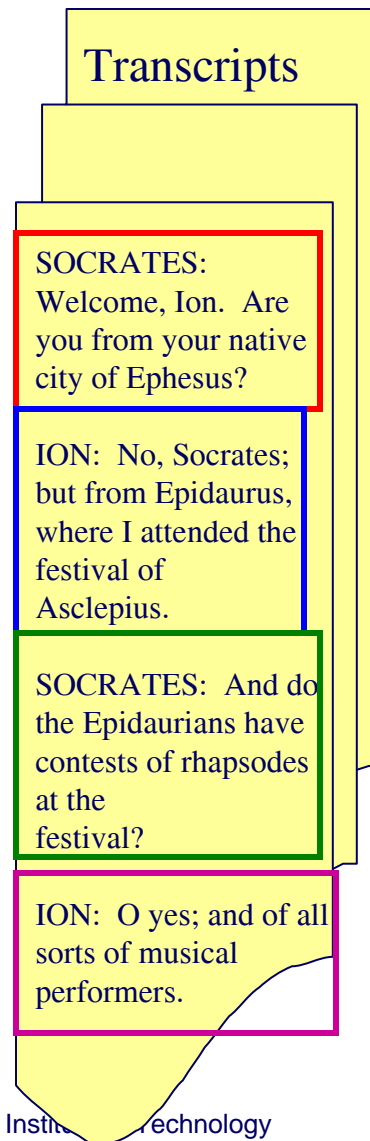 Transcripts
SOCRATES:
Welcome, Ion.  Are
you from your native
city of Ephesus?
ION:  No, Socrates;
but from Epidaurus,
where I attended the
festival of
Asclepius.
SOCRATES:  And do
the Epidaurians have
contests of rhapsodes
at the
festival?
ION:  O yes; and of all
sorts of musical
performers.